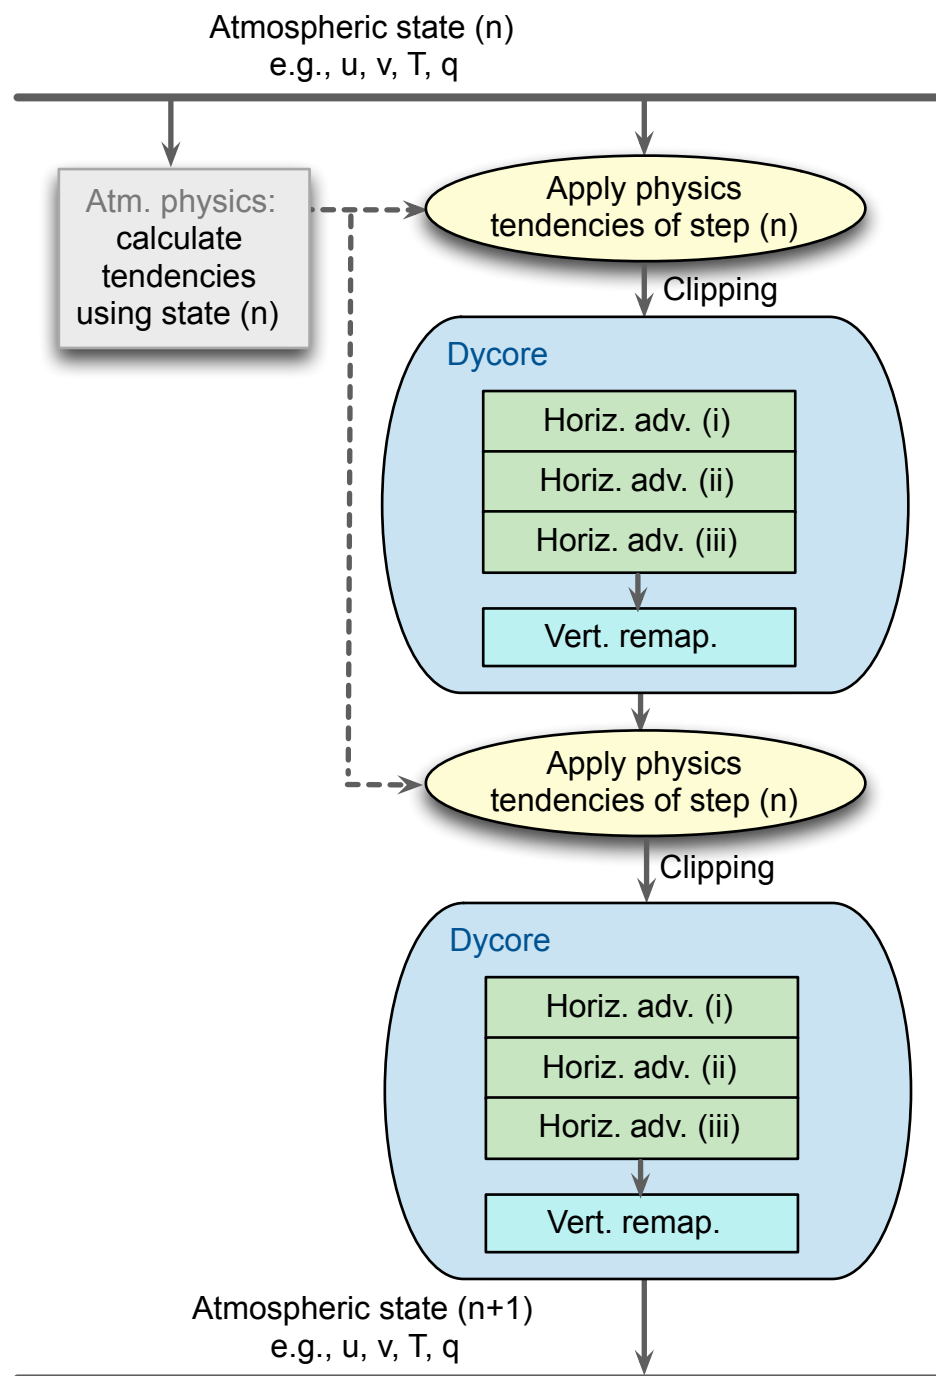 Atmospheric state (n)
e.g., u, v, T, q
Atm. physics:
calculate
tendencies
using state (n)
Apply physics
tendencies of step (n)
Clipping
Dycore
Horiz. adv. (i)
Horiz. adv. (ii)
Horiz. adv. (iii)
Vert. remap.
Apply physics
tendencies of step (n)
Clipping
Dycore
Horiz. adv. (i)
Horiz. adv. (ii)
Horiz. adv. (iii)
Vert. remap.
Atmospheric state (n+1)
e.g., u, v, T, q